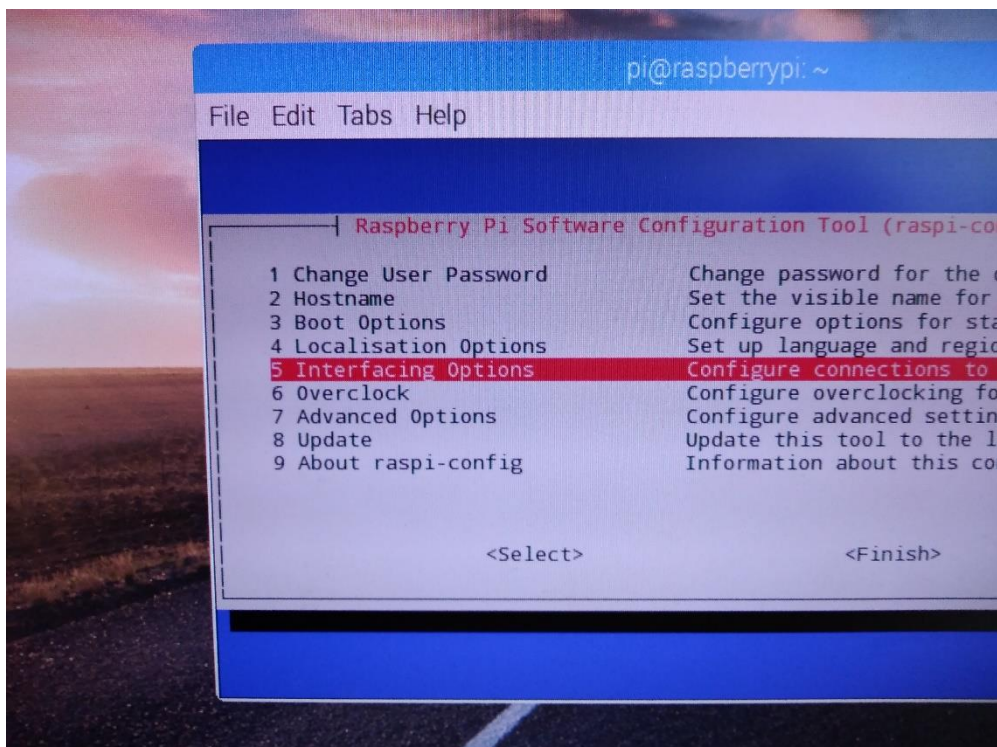 pi@raspberrypi: ~
File Edit Tabs Help
Raspberry Pi Software Configuration Tool (raspi-co
1 Change User Password Change password for the
2 Hostname Set the visible name for
3 Boot Options Configure options for sta
4 Localisation Options Set up language and regio
5 Interfacing Options Configure connections to
6 Overclock Configure overclocking fo
7 Advanced Options Configure advanced settin
8 Update Update this tool to the l
9 About raspi-config Information about this co
<Select> <Finish>